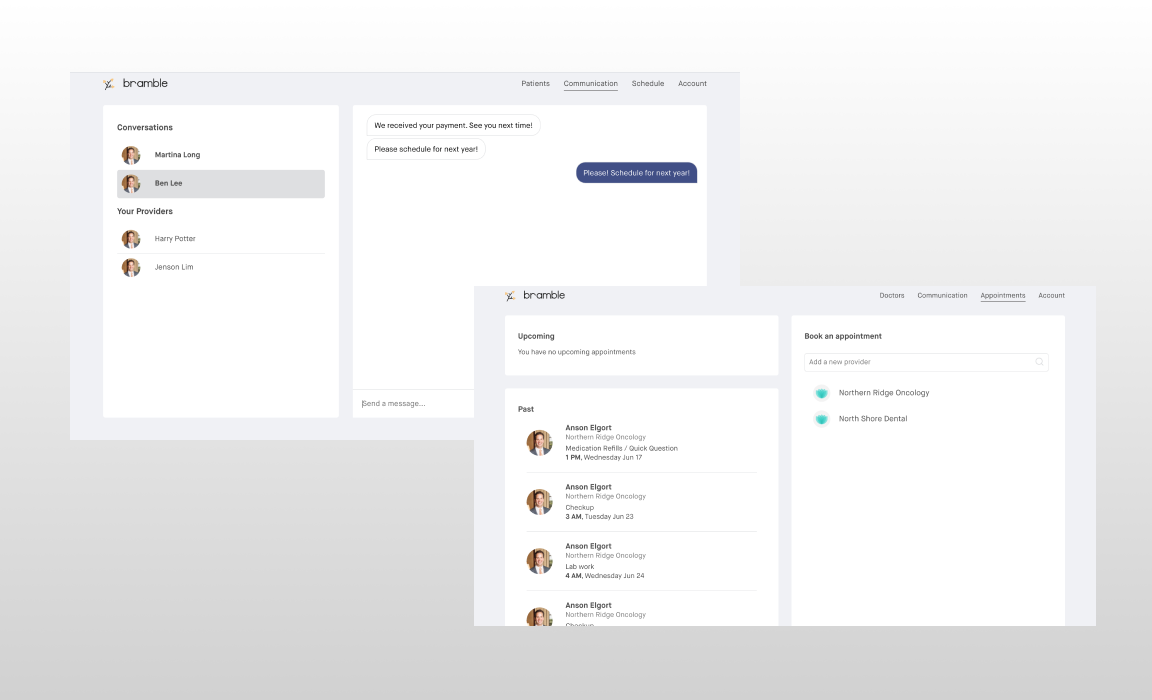 bramble
Patients Communication Schedule Account
Conversations
Martina Long
Ben Lee
Your Providers
Harry Potter
Jenson Lim
We received your payment. See you next time!
Please schedule for next year!
Please! Schedule for next year!
Send a message...
bramble
Doctors Communication Appointments Account
Upcoming
You have no upcoming appointments
Past
Anson Elgort
Northern Ridge Oncology
Medication Refills / Quick Question
1 PM, Wednesday Jun 17
Anson Elgort
Northern Ridge Oncology
Checkup
3 AM, Tuesday Jun 23
Anson Elgort
Northern Ridge Oncology
Lab work
4 AM, Wednesday Jun 24
Anson Elgort
Northern Ridge Oncology
Checkup
Book an appointment
Add a new provider
Northern Ridge Oncology
North Shore Dental